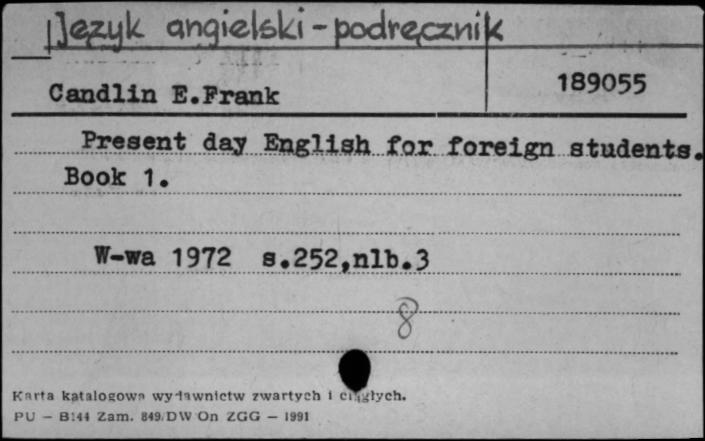 Język angielski - podręcznik
Candlin E.Frank
189055
Present day English for foreign students.
Book 1.
W-wa 1972 s.252,nlb.3
8
Karta katalogowa wydawnictw zwartych i ciągłych.
PU — B144 Zam. 849/DW On ZGG — 1991